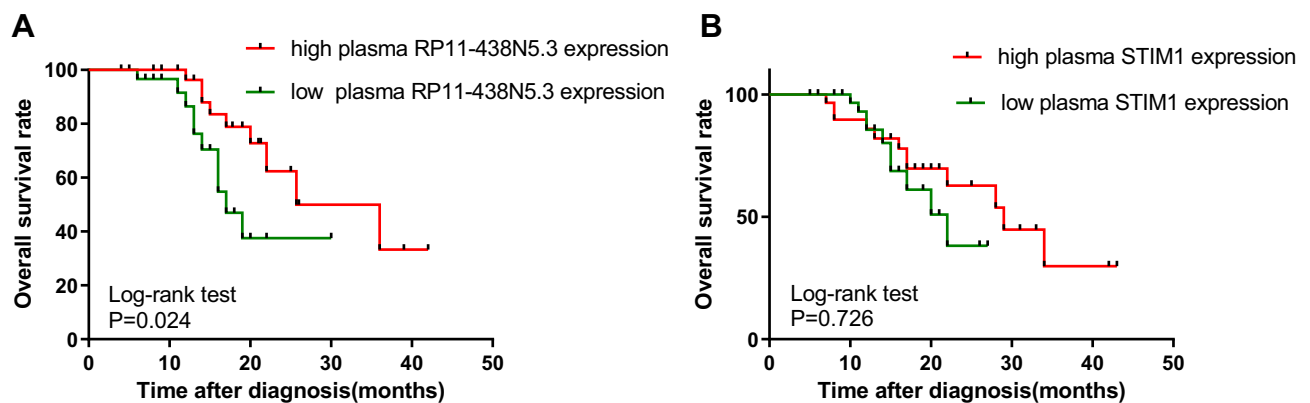 A
high plasma RP11-438N5.3 expression
low plasma RP11-438N5.3 expression
Overall survival rate
100
80
60
40
20
0
Log-rank test
P=0.024
0 10 20 30 40 50
Time after diagnosis(months)
B
high plasma STIM1 expression
low plasma STIM1 expression
Overall survival rate
100
50
0
Log-rank test
P=0.726
0 10 20 30 40 50
Time after diagnosis(months)